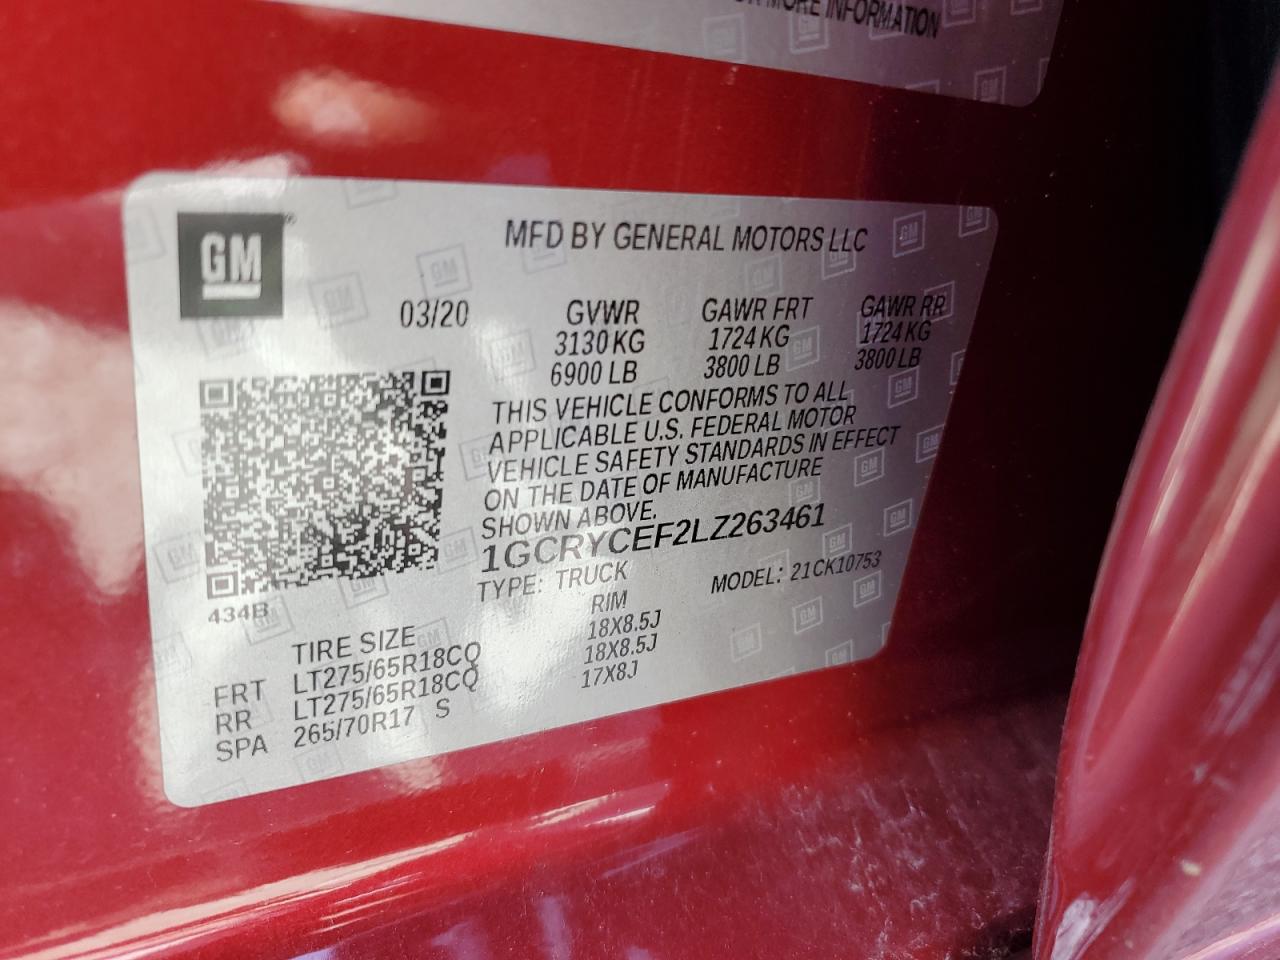 MORE INFORMATION
GM
MFD BY GENERAL MOTORS LLC
03/20 GVWR GAWR FRT GAWR RR
3130 KG 1724 KG 1724 KG
6900 LB 3800 LB 3800 LB
THIS VEHICLE CONFORMS TO ALL
APPLICABLE U.S. FEDERAL MOTOR
VEHICLE SAFETY STANDARDS IN EFFECT
ON THE DATE OF MANUFACTURE
SHOWN ABOVE.
1GCRYCEF2LZ263461
TYPE: TRUCK MODEL: 21CK10753
434B
TIRE SIZE RIM
FRT LT275/65R18CQ 18X8.5J
RR LT275/65R18CQ 18X8.5J
SPA 265/70R17 S 17X8J